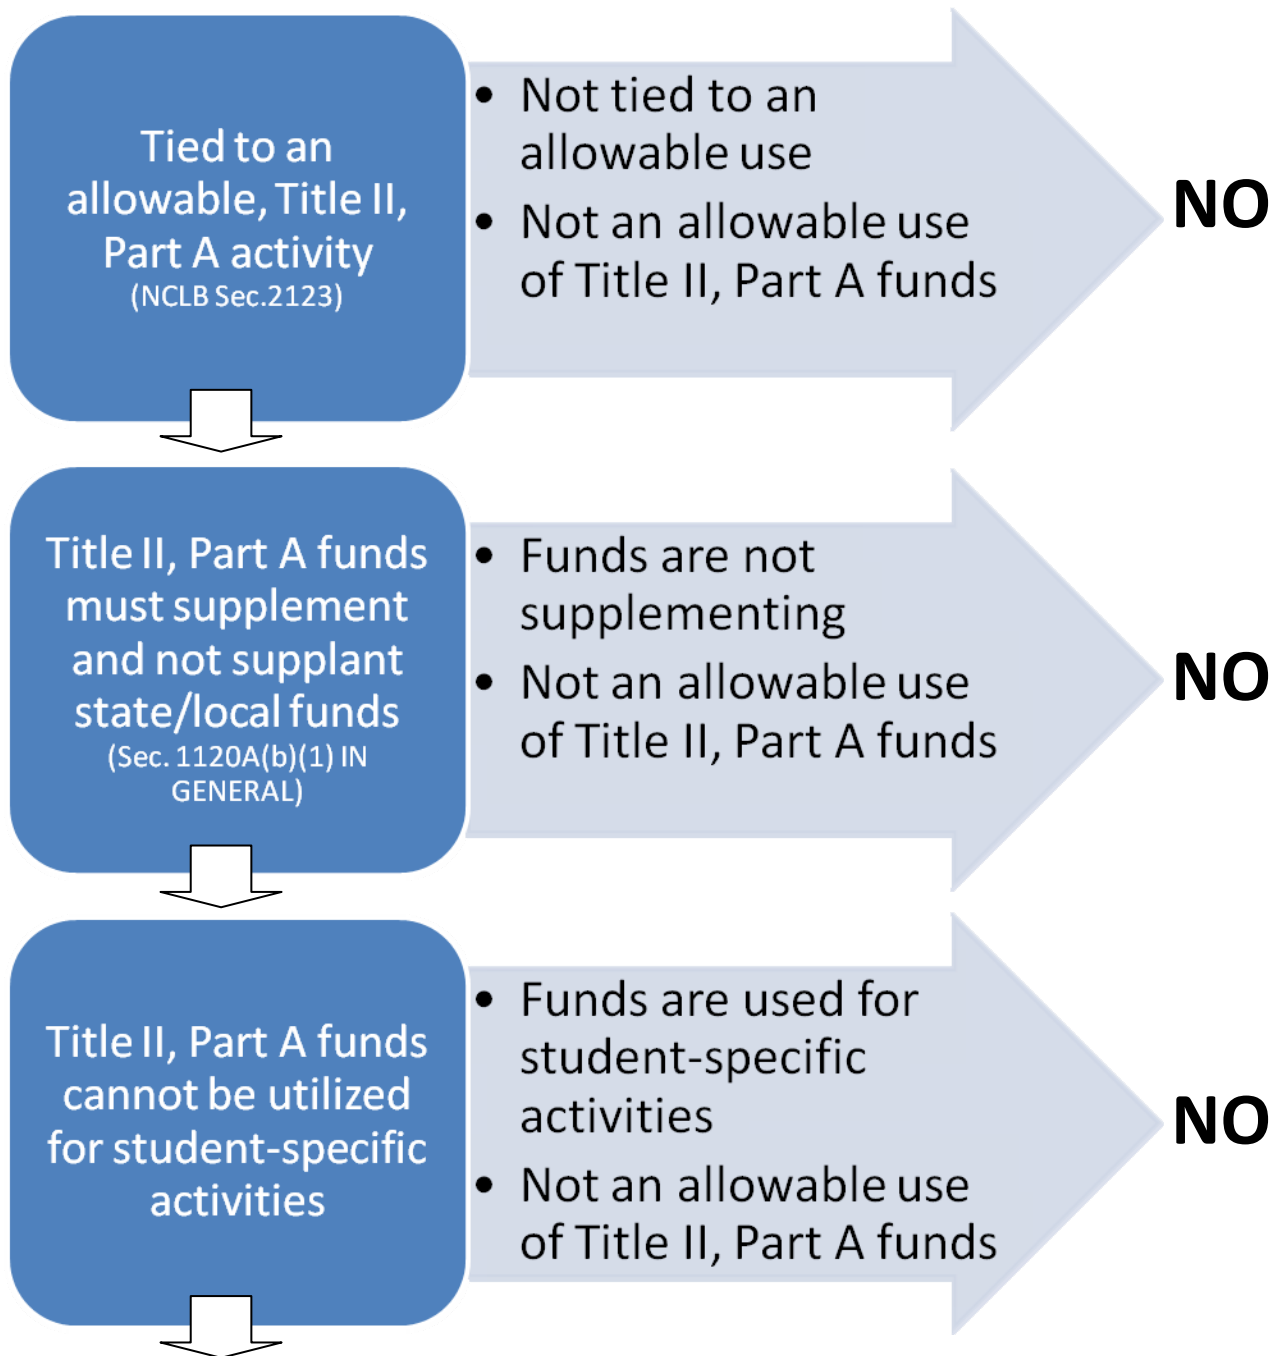 Tied to an
allowable, Title II,
Part A activity
(NCLB Sec.2123)
• Not tied to an
allowable use
• Not an allowable use
of Title II, Part A funds
NO
Title II, Part A funds
must supplement
and not supplant
state/local funds
(Sec. 1120A(b)(1) IN
GENERAL)
• Funds are not
supplementing
• Not an allowable use
of Title II, Part A funds
NO
Title II, Part A funds
cannot be utilized
for student-specific
activities
• Funds are used for
student-specific
activities
• Not an allowable use
of Title II, Part A funds
NO